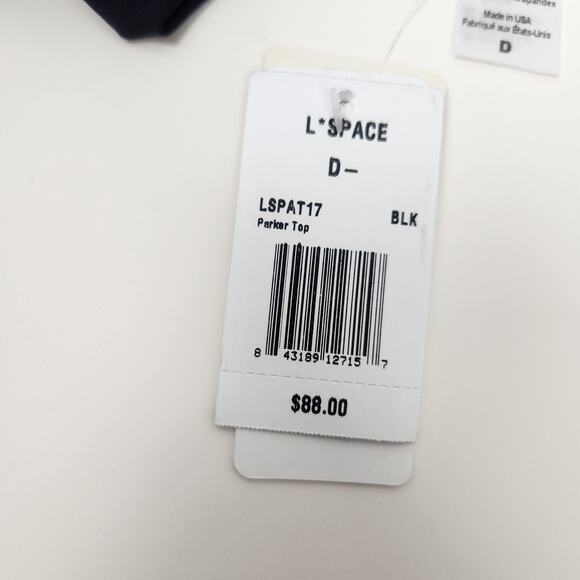 Made in USA
Fabriqué aux États-Unis
D
L*SPACE
D–
LSPAT17 BLK
Parker Top
8 43189 12715 7
$88.00